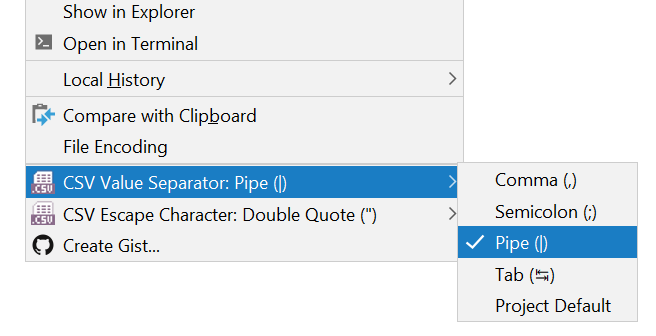 Show in Explorer
Open in Terminal
Local History
Compare with Clipboard
File Encoding
.CSV CSV Value Separator: Pipe (|)
.CSV CSV Escape Character: Double Quote (")
Create Gist...
Comma (,)
Semicolon (;)
Pipe (|)
Tab (↹)
Project Default